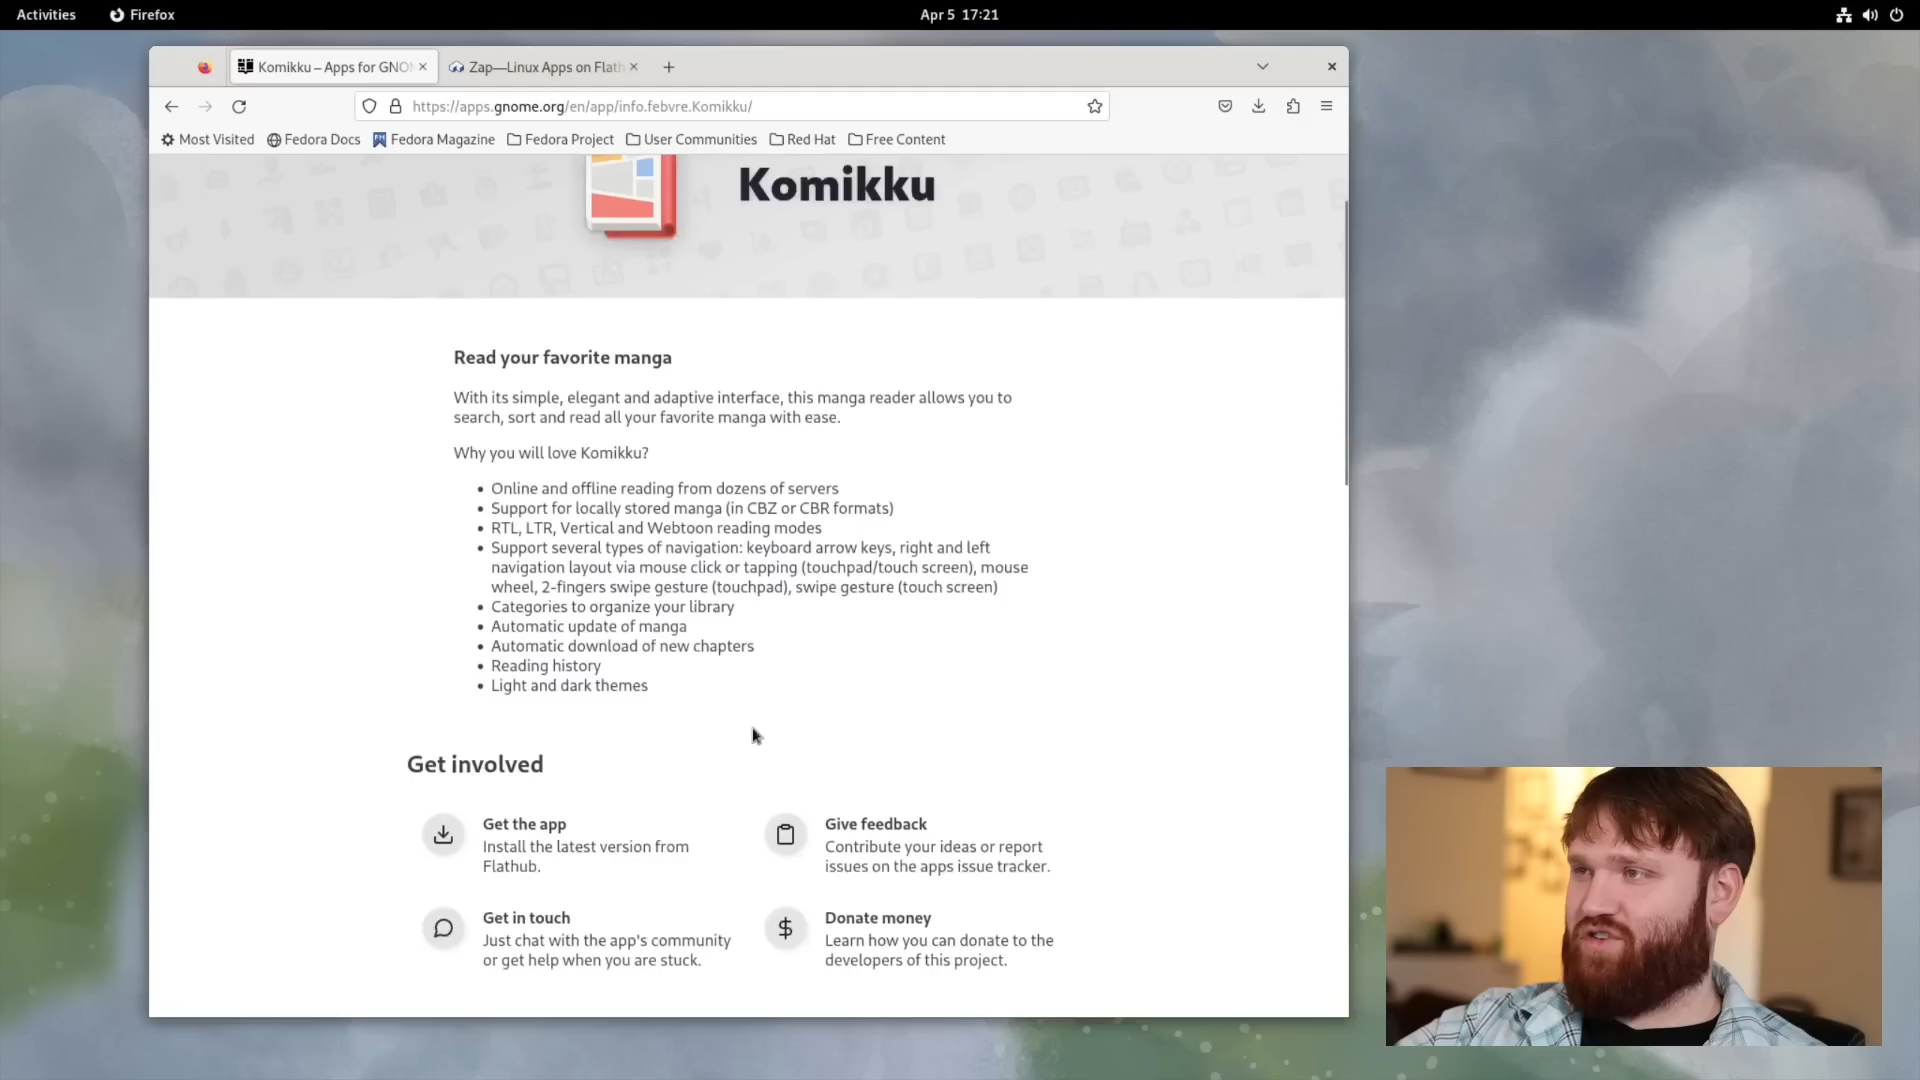 Activities
Firefox
Apr 5 17:21
Komikku – Apps for GNO
Zap—Linux Apps on Flath
https://apps.gnome.org/en/app/info.febvre.Komikku/
Most Visited
Fedora Docs
Fedora Magazine
Fedora Project
User Communities
Red Hat
Free Content
Komikku
Read your favorite manga
With its simple, elegant and adaptive interface, this manga reader allows you to
search, sort and read all your favorite manga with ease.
Why you will love Komikku?
• Online and offline reading from dozens of servers
• Support for locally stored manga (in CBZ or CBR formats)
• RTL, LTR, Vertical and Webtoon reading modes
• Support several types of navigation: keyboard arrow keys, right and left
navigation layout via mouse click or tapping (touchpad/touch screen), mouse
wheel, 2-fingers swipe gesture (touchpad), swipe gesture (touch screen)
• Categories to organize your library
• Automatic update of manga
• Automatic download of new chapters
• Reading history
• Light and dark themes
Get involved
Get the app
Install the latest version from
Flathub.
Give feedback
Contribute your ideas or report
issues on the apps issue tracker.
Get in touch
Just chat with the app's community
or get help when you are stuck.
Donate money
Learn how you can donate to the
developers of this project.